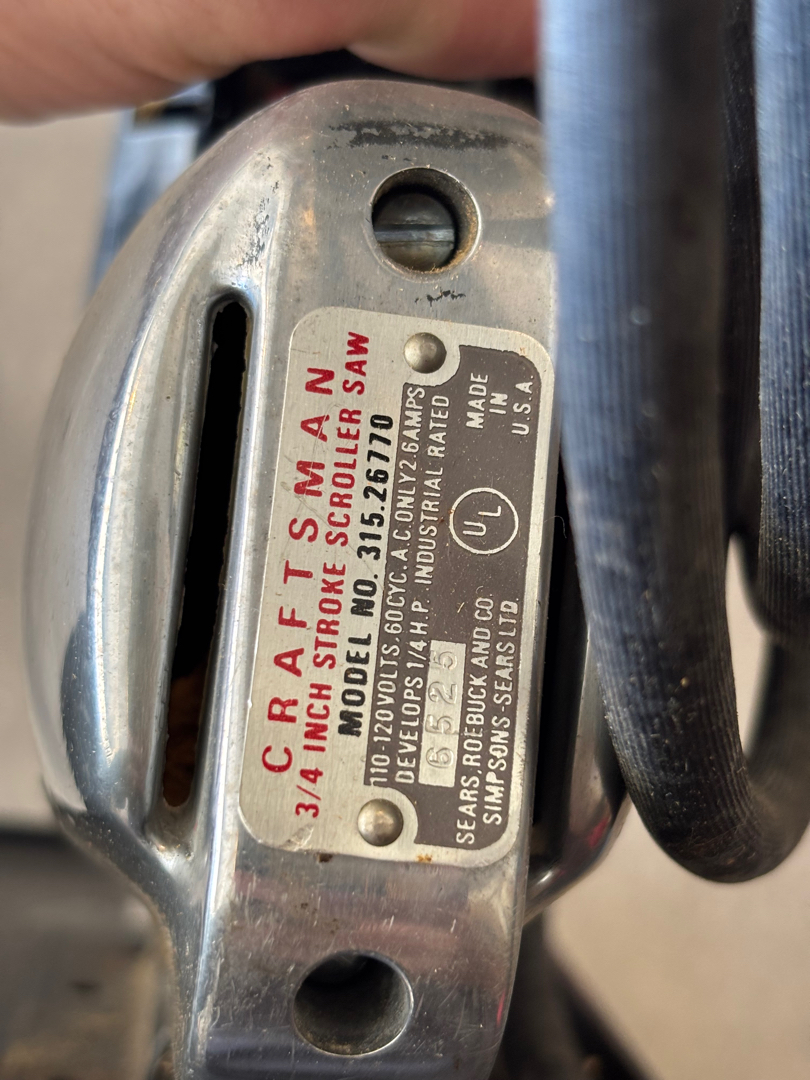 CRAFTSMAN
3/4 INCH STROKE SCROLLER SAW
MODEL NO. 315.26770
110-120 VOLTS. 60 CYC. A.C. ONLY 2.6 AMPS
DEVELOPS 1/4 H.P. INDUSTRIAL RATED
6525
UL
MADE
IN
U.S.A.
SEARS, ROEBUCK AND CO.
SIMPSONS-SEARS LTD.